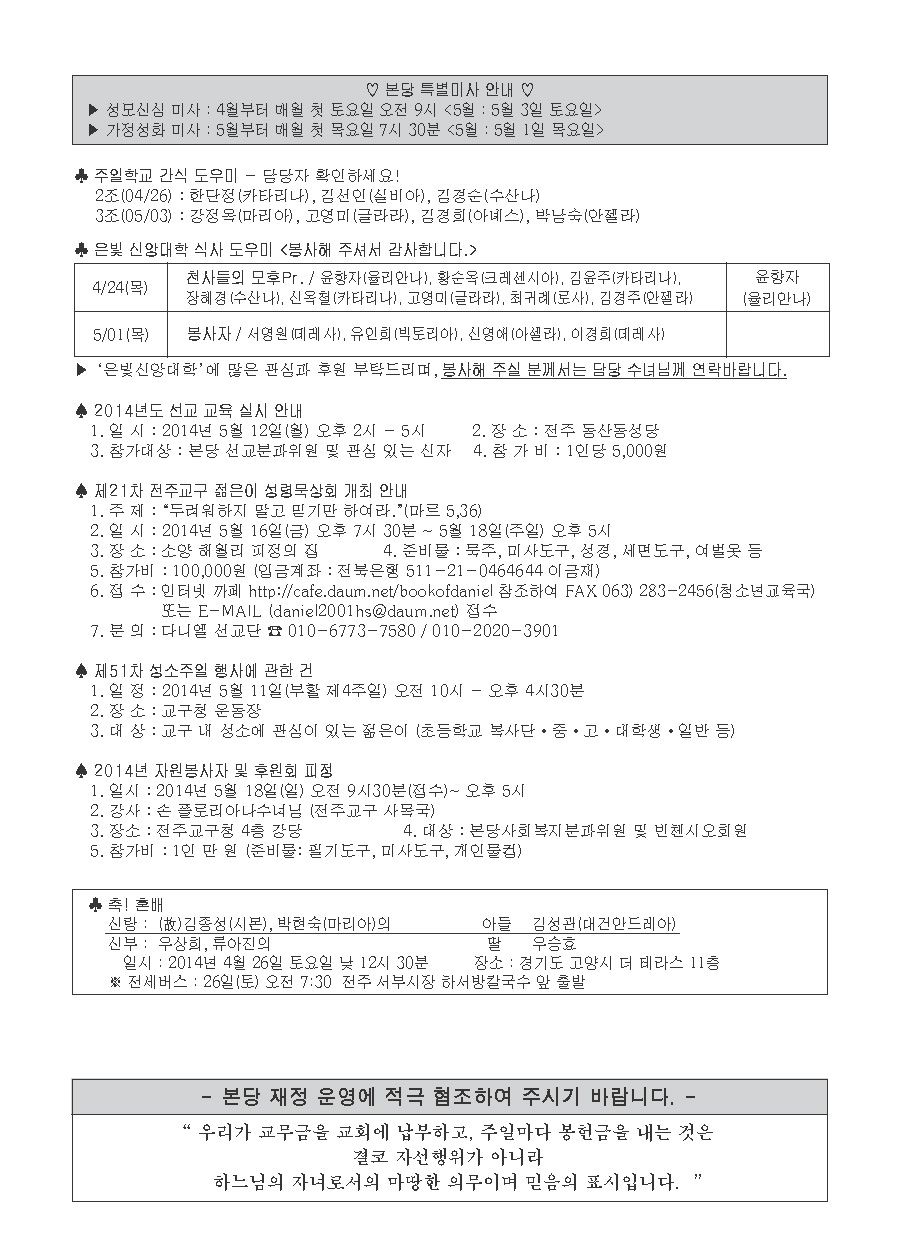 ♡ 본당 특별미사 안내 ♡
▶ 성모신심 미사 : 4월부터 매월 첫 토요일 오전 9시 <5월 : 5월 3일 토요일>
▶ 가정성화 미사 : 5월부터 매월 첫 목요일 7시 30분 <5월 : 5월 1일 목요일>
♣ 주일학교 간식 도우미 - 담당자 확인하세요!
2조(04/26) : 한단정(카타리나), 김선인(실비아), 김경순(수산나)
3조(05/03) : 강정옥(마리아), 고영미(글라라), 김경희(아녜스), 박남숙(안젤라)
♣ 은빛 신앙대학 식사 도우미 <봉사해 주셔서 감사합니다.>
4/24(목) 천사들의 모후Pr. / 윤향자(율리안나), 황순옥(크레센시아), 김윤주(카타리나), 윤향자
장혜경(수산나), 신옥철(카타리나), 고영미(글라라), 최귀례(로사), 김경주(안젤라) (율리안나)
5/01(목) 봉사자 / 서영원(데레사), 유인희(빅토리아), 신영애(아셀라), 이경희(데레사)
▶ ‘은빛신앙대학’에 많은 관심과 후원 부탁드리며, 봉사해 주실 분께서는 담당 수녀님께 연락바랍니다.
♠ 2014년도 선교 교육 실시 안내
1. 일 시 : 2014년 5월 12일(월) 오후 2시 - 5시 2. 장 소 : 전주 동산동성당
3. 참가대상 : 본당 선교분과위원 및 관심 있는 신자 4. 참 가 비 : 1인당 5,000원
♠ 제21차 전주교구 젊은이 성령묵상회 개최 안내
1. 주 제 : “두려워하지 말고 믿기만 하여라.”(마르 5,36)
2. 일 시 : 2014년 5월 16일(금) 오후 7시 30분 ~ 5월 18일(주일) 오후 5시
3. 장 소 : 소양 해월리 피정의 집 4. 준비물 : 묵주, 미사도구, 성경, 세면도구, 여벌옷 등
5. 참가비 : 100,000원 (입금계좌 : 전북은행 511-21-0464644 이금재)
6. 접 수 : 인터넷 까페 http://cafe.daum.net/bookofdaniel 참조하여 FAX 063) 283-2456(청소년교육국)
또는 E-MAIL (daniel2001hs@daum.net) 접수
7. 문 의 : 다니엘 선교단 ☎ 010-6773-7580 / 010-2020-3901
♠ 제51차 성소주일 행사에 관한 건
1. 일 정 : 2014년 5월 11일(부활 제4주일) 오전 10시 - 오후 4시30분
2. 장 소 : 교구청 운동장
3. 대 상 : 교구 내 성소에 관심이 있는 젊은이 (초등학교 복사단・중・고・대학생・일반 등)
♠ 2014년 자원봉사자 및 후원회 피정
1. 일시 : 2014년 5월 18일(일) 오전 9시30분(접수)~ 오후 5시
2. 강사 : 손 플로리아나수녀님 (전주교구 사목국)
3. 장소 : 전주교구청 4층 강당 4. 대상 : 본당사회복지분과위원 및 빈첸시오회원
5. 참가비 : 1인 만 원 (준비물: 필기도구, 미사도구, 개인물컵)
♣ 축! 혼배
신랑 : (故)김종성(시몬), 박현숙(마리아)의 아들 김성관(대건안드레아)
신부 : 우상희, 류아진의 딸 우승효
일시 : 2014년 4월 26일 토요일 낮 12시 30분 장소 : 경기도 고양시 더 테라스 11층
※ 전세버스 : 26일(토) 오전 7:30 전주 서부시장 하서방칼국수 앞 출발
- 본당 재정 운영에 적극 협조하여 주시기 바랍니다. -
“ 우리가 교무금을 교회에 납부하고, 주일마다 봉헌금을 내는 것은
결코 자선행위가 아니라
하느님의 자녀로서의 마땅한 의무이며 믿음의 표시입니다. ”